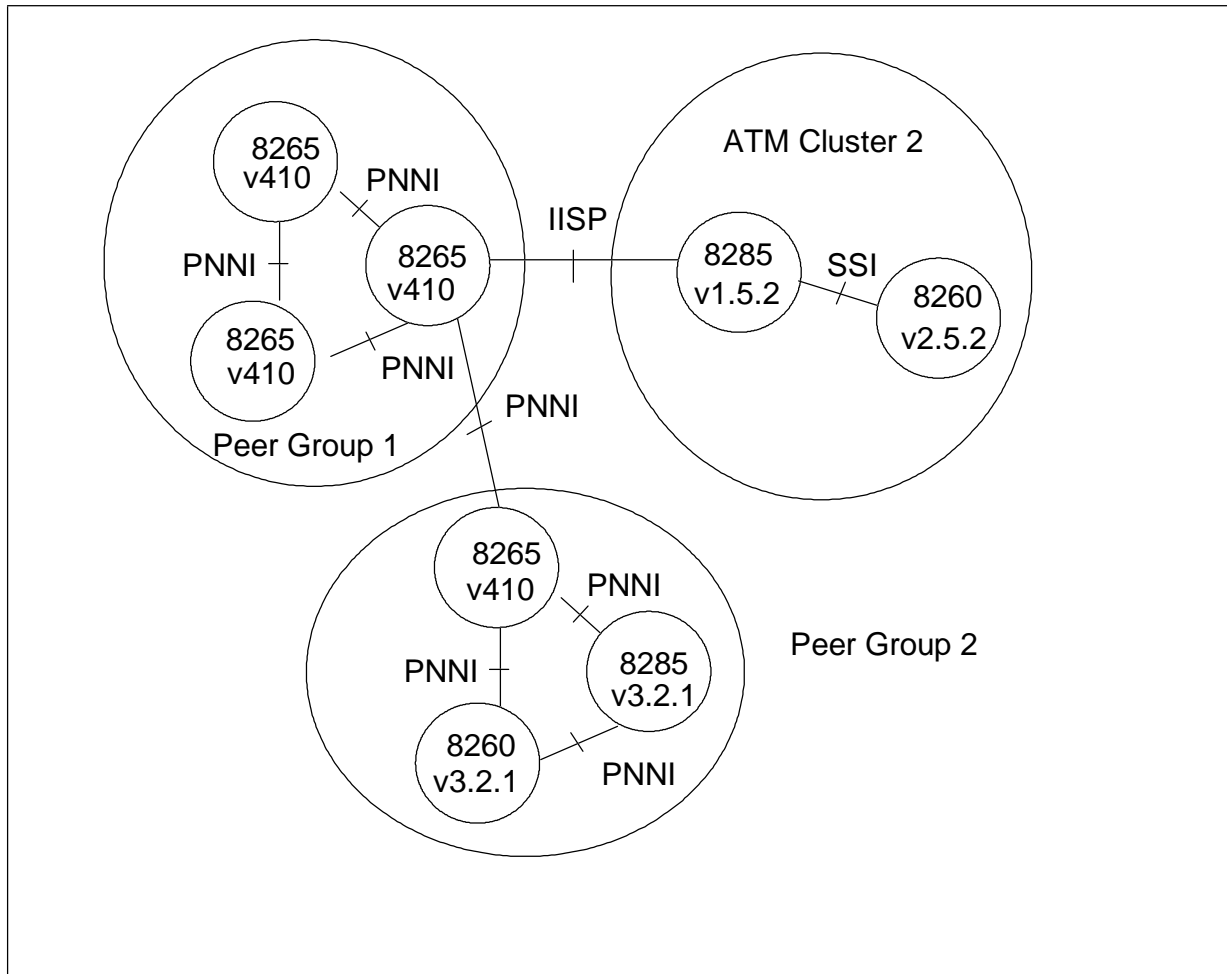 8265
v410
PNNI
8265
v410
PNNI
8265
v410
PNNI
Peer Group 1
IISP
ATM Cluster 2
8285
v1.5.2
SSI
8260
v2.5.2
PNNI
8265
v410
PNNI
8285
v3.2.1
PNNI
8260
v3.2.1
PNNI
Peer Group 2